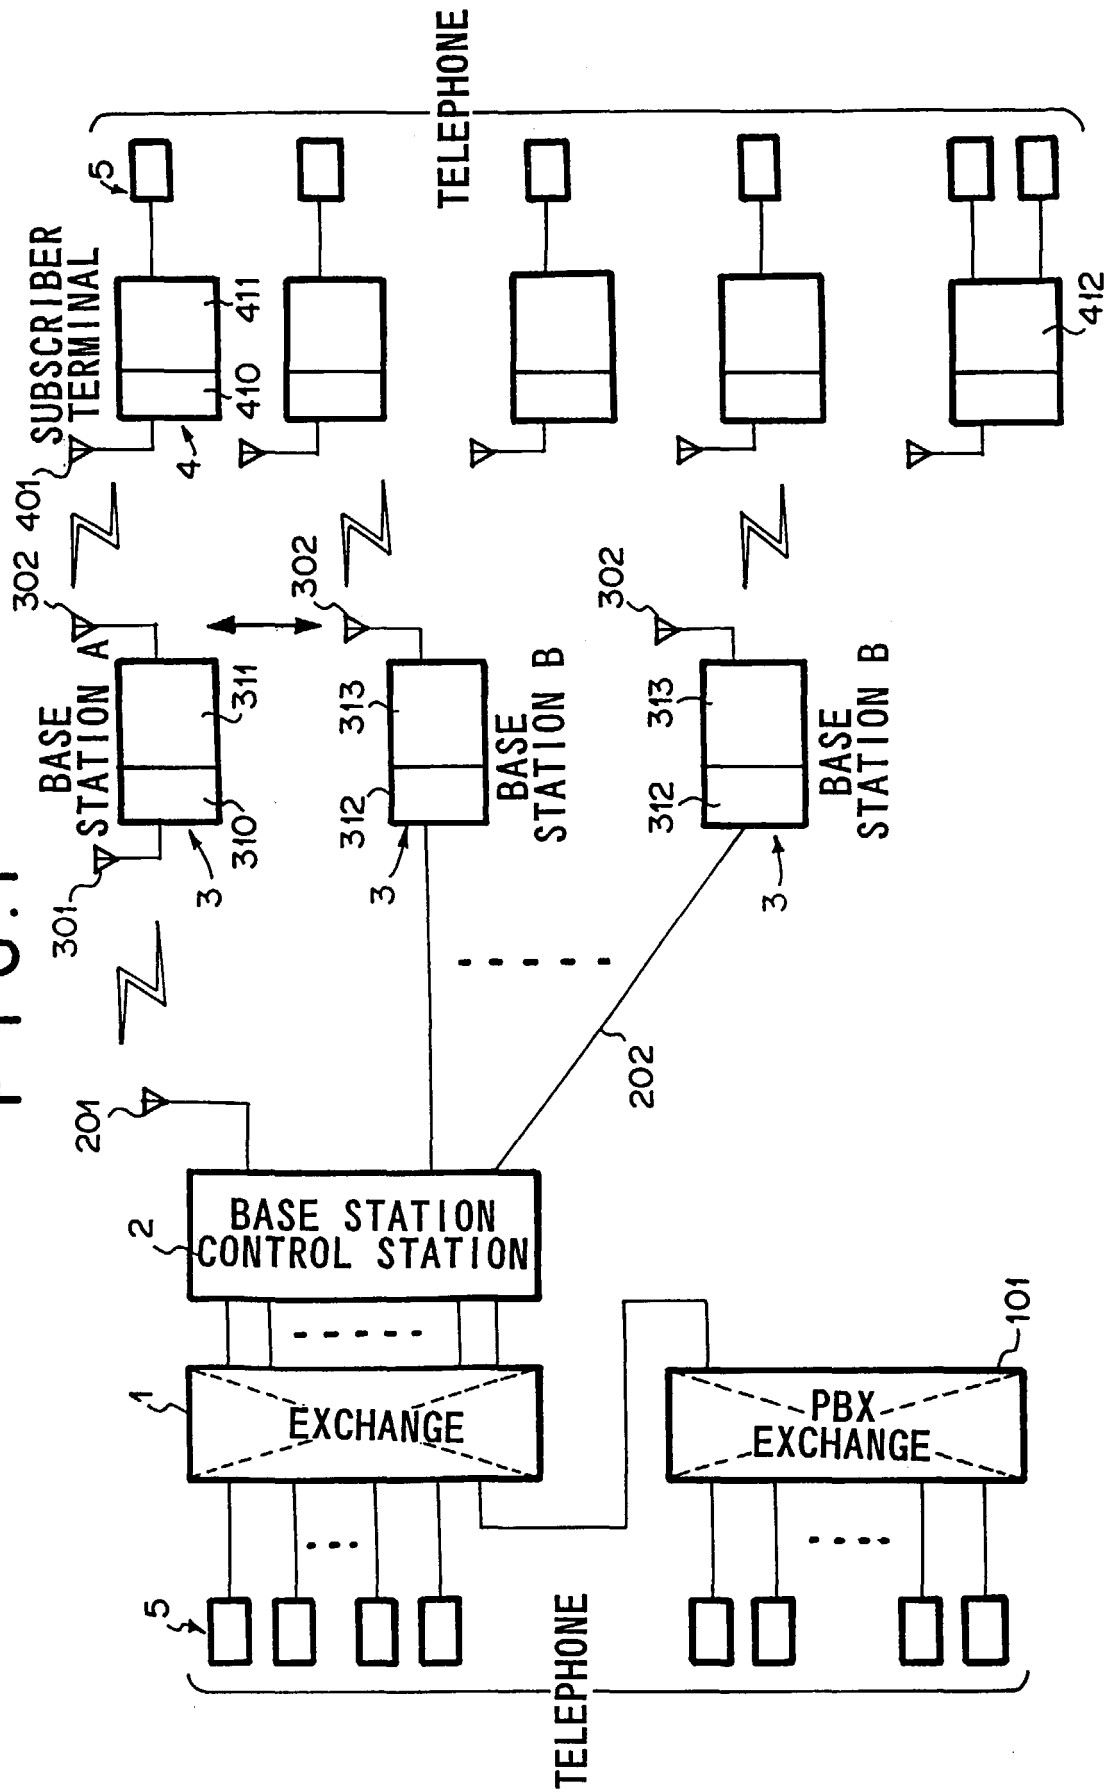 FIG.1
SUBSCRIBER
TERMINAL
BASE
STATION A
302
401
5
301
201
410
411
4
310
311
3
302
2
BASE STATION
CONTROL STATION
1
EXCHANGE
5
312
313
3
BASE
STATION B
TELEPHONE
302
202
312
313
3
BASE
STATION B
TELEPHONE
PBX
EXCHANGE
101
412